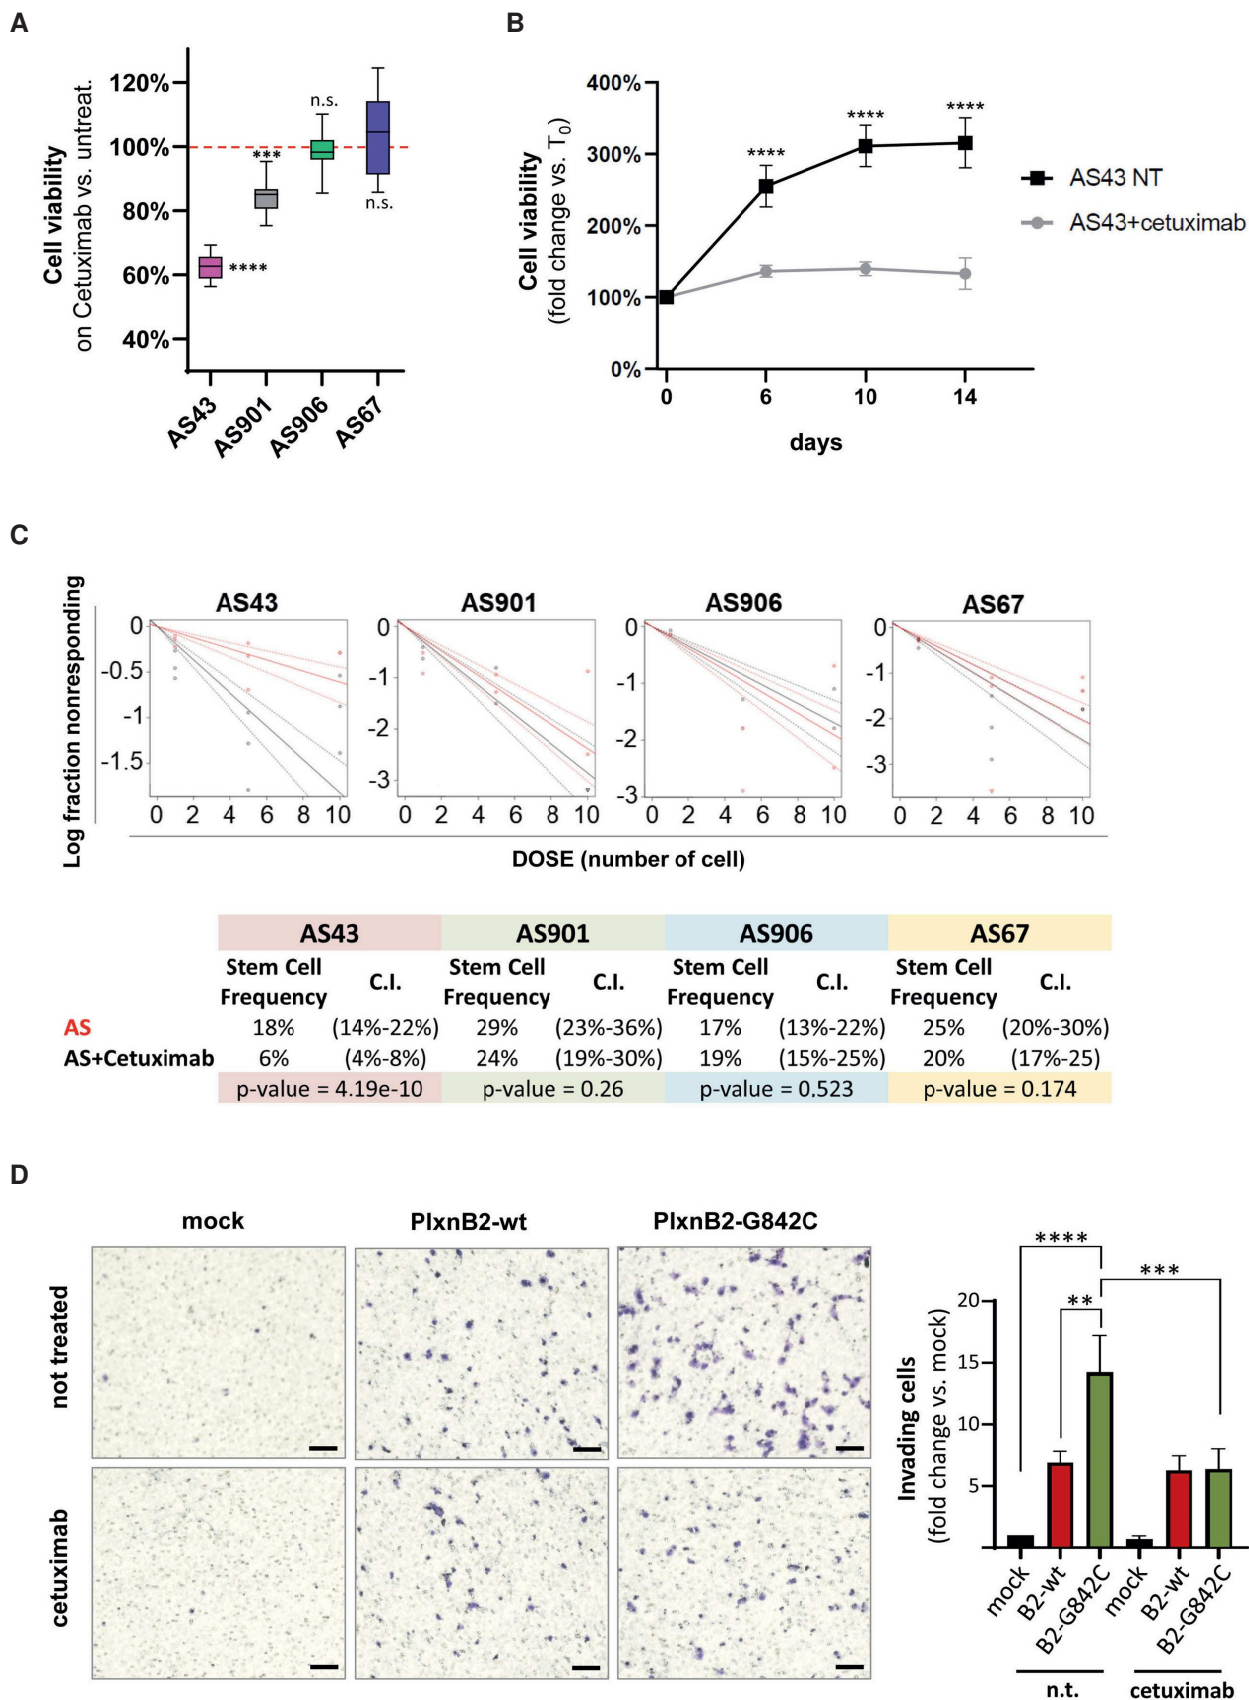 A
Cell viability
on Cetuximab vs. untreat.
120%
100%
80%
60%
40%
****
***
n.s.
n.s.
AS43
AS901
AS906
AS67
B
Cell viability
(fold change vs. T0)
400%
300%
200%
100%
0%
****
****
****
0
6
10
14
days
AS43 NT
AS43+cetuximab
C
Log fraction nonresponding
AS43
0
-0.5
-1
-1.5
0 2 4 6 8 10
AS901
0
-1
-2
-3
0 2 4 6 8 10
AS906
0
-1
-2
-3
0 2 4 6 8 10
AS67
0
-1
-2
-3
0 2 4 6 8 10
DOSE (number of cell)
AS43 AS901 AS906 AS67
Stem Cell Frequency C.I. Stem Cell Frequency C.I. Stem Cell Frequency C.I. Stem Cell Frequency C.I.
AS 18% (14%-22%) 29% (23%-36%) 17% (13%-22%) 25% (20%-30%)
AS+Cetuximab 6% (4%-8%) 24% (19%-30%) 19% (15%-25%) 20% (17%-25)
p-value = 4.19e-10 p-value = 0.26 p-value = 0,523 p-value = 0.174
D
mock PlxnB2-wt PlxnB2-G842C
not treated
cetuximab
Invading cells
(fold change vs. mock)
20
15
10
5
****
***
**
mock
B2-wt
B2-G842C
mock
B2-wt
B2-G842C
n.t. cetuximab